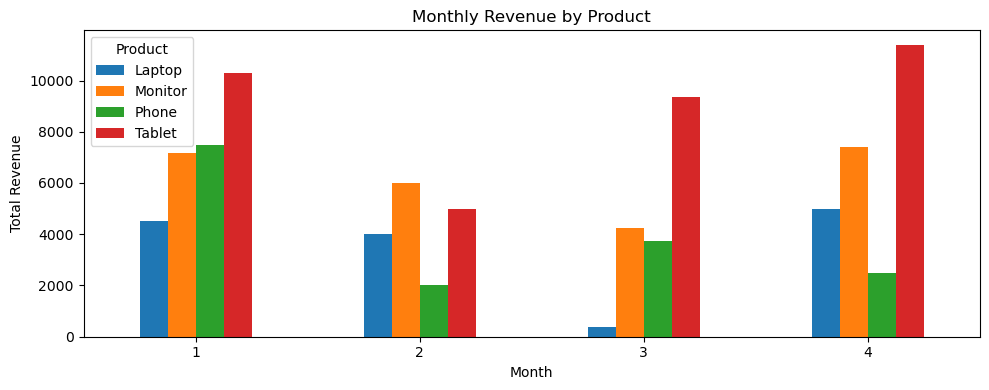 Monthly Revenue by Product
Product
Laptop
Monitor
Phone
Tablet
10000
8000
6000
4000
2000
0
Total Revenue
1 2 3 4
Month